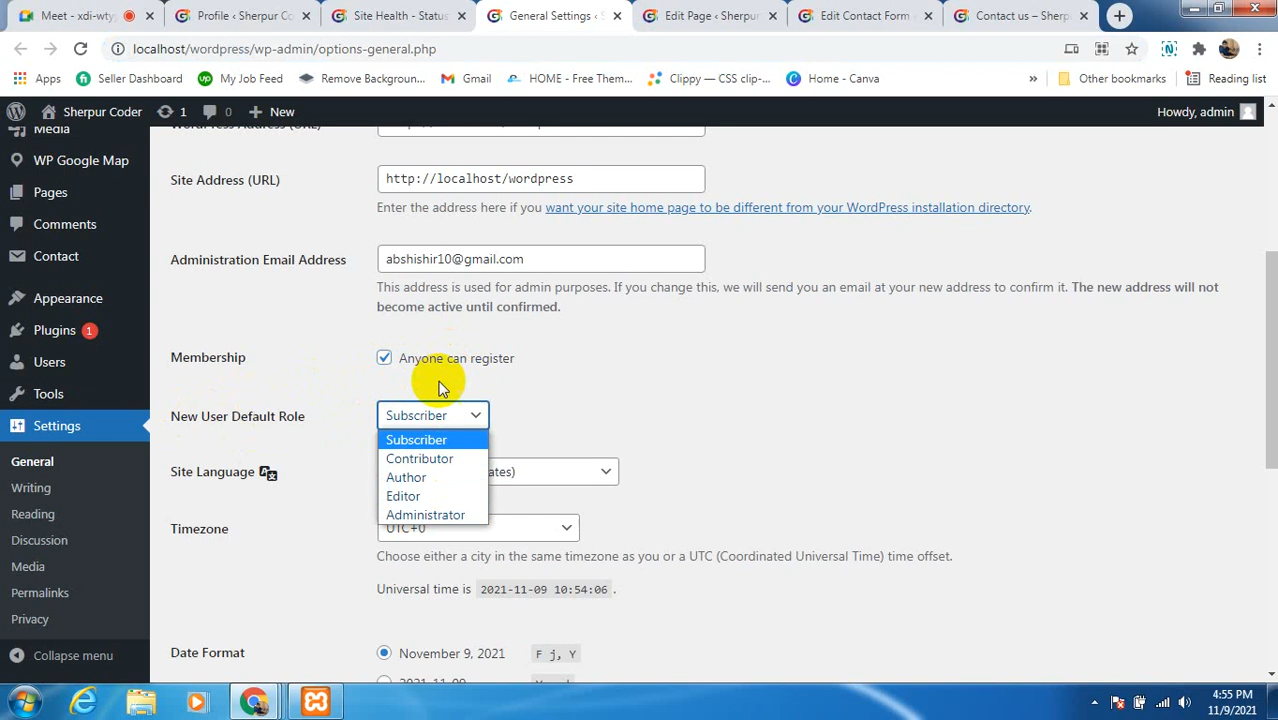 Meet - xdi-wty
Profile ‹ Sherpur Co
Site Health - Status
General Settings ‹ S
Edit Page ‹ Sherpur
Edit Contact Form
Contact us – Sherp
localhost/wordpress/wp-admin/options-general.php
Apps
Seller Dashboard
My Job Feed
Remove Backgroun...
Gmail
HOME - Free Them...
Clippy — CSS clip-...
Home - Canva
»
Other bookmarks
Reading list
Sherpur Coder
1
0
New
Howdy, admin
Media
WP Google Map
Pages
Comments
Contact
Appearance
Plugins 1
Users
Tools
Settings
General
Writing
Reading
Discussion
Media
Permalinks
Privacy
Collapse menu
WordPress Address (URL)
Site Address (URL)
http://localhost/wordpress
Enter the address here if you want your site home page to be different from your WordPress installation directory.
Administration Email Address
abshishir10@gmail.com
This address is used for admin purposes. If you change this, we will send you an email at your new address to confirm it. The new address will not
become active until confirmed.
Membership
Anyone can register
New User Default Role
Subscriber
Subscriber
Contributor
Author
Editor
Administrator
Site Language
ates)
Timezone
UTC+0
Choose either a city in the same timezone as you or a UTC (Coordinated Universal Time) time offset.
Universal time is 2021-11-09 10:54:06 .
Date Format
November 9, 2021
F j, Y
2021-11-09
4:55 PM
11/9/2021